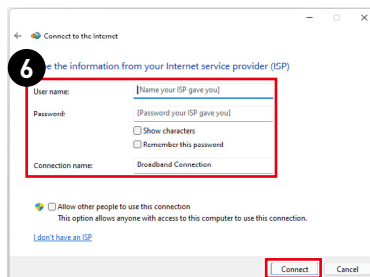 Connect to the Internet
6
e the information from your Internet service provider (ISP)
User name:
[Name your ISP gave you]
Password:
[Password your ISP gave you]
Show characters
Remember this password
Connection name:
Broadband Connection
Allow other people to use this connection
This option allows anyone with access to this computer to use this connection.
I don't have an ISP
Connect
Cancel